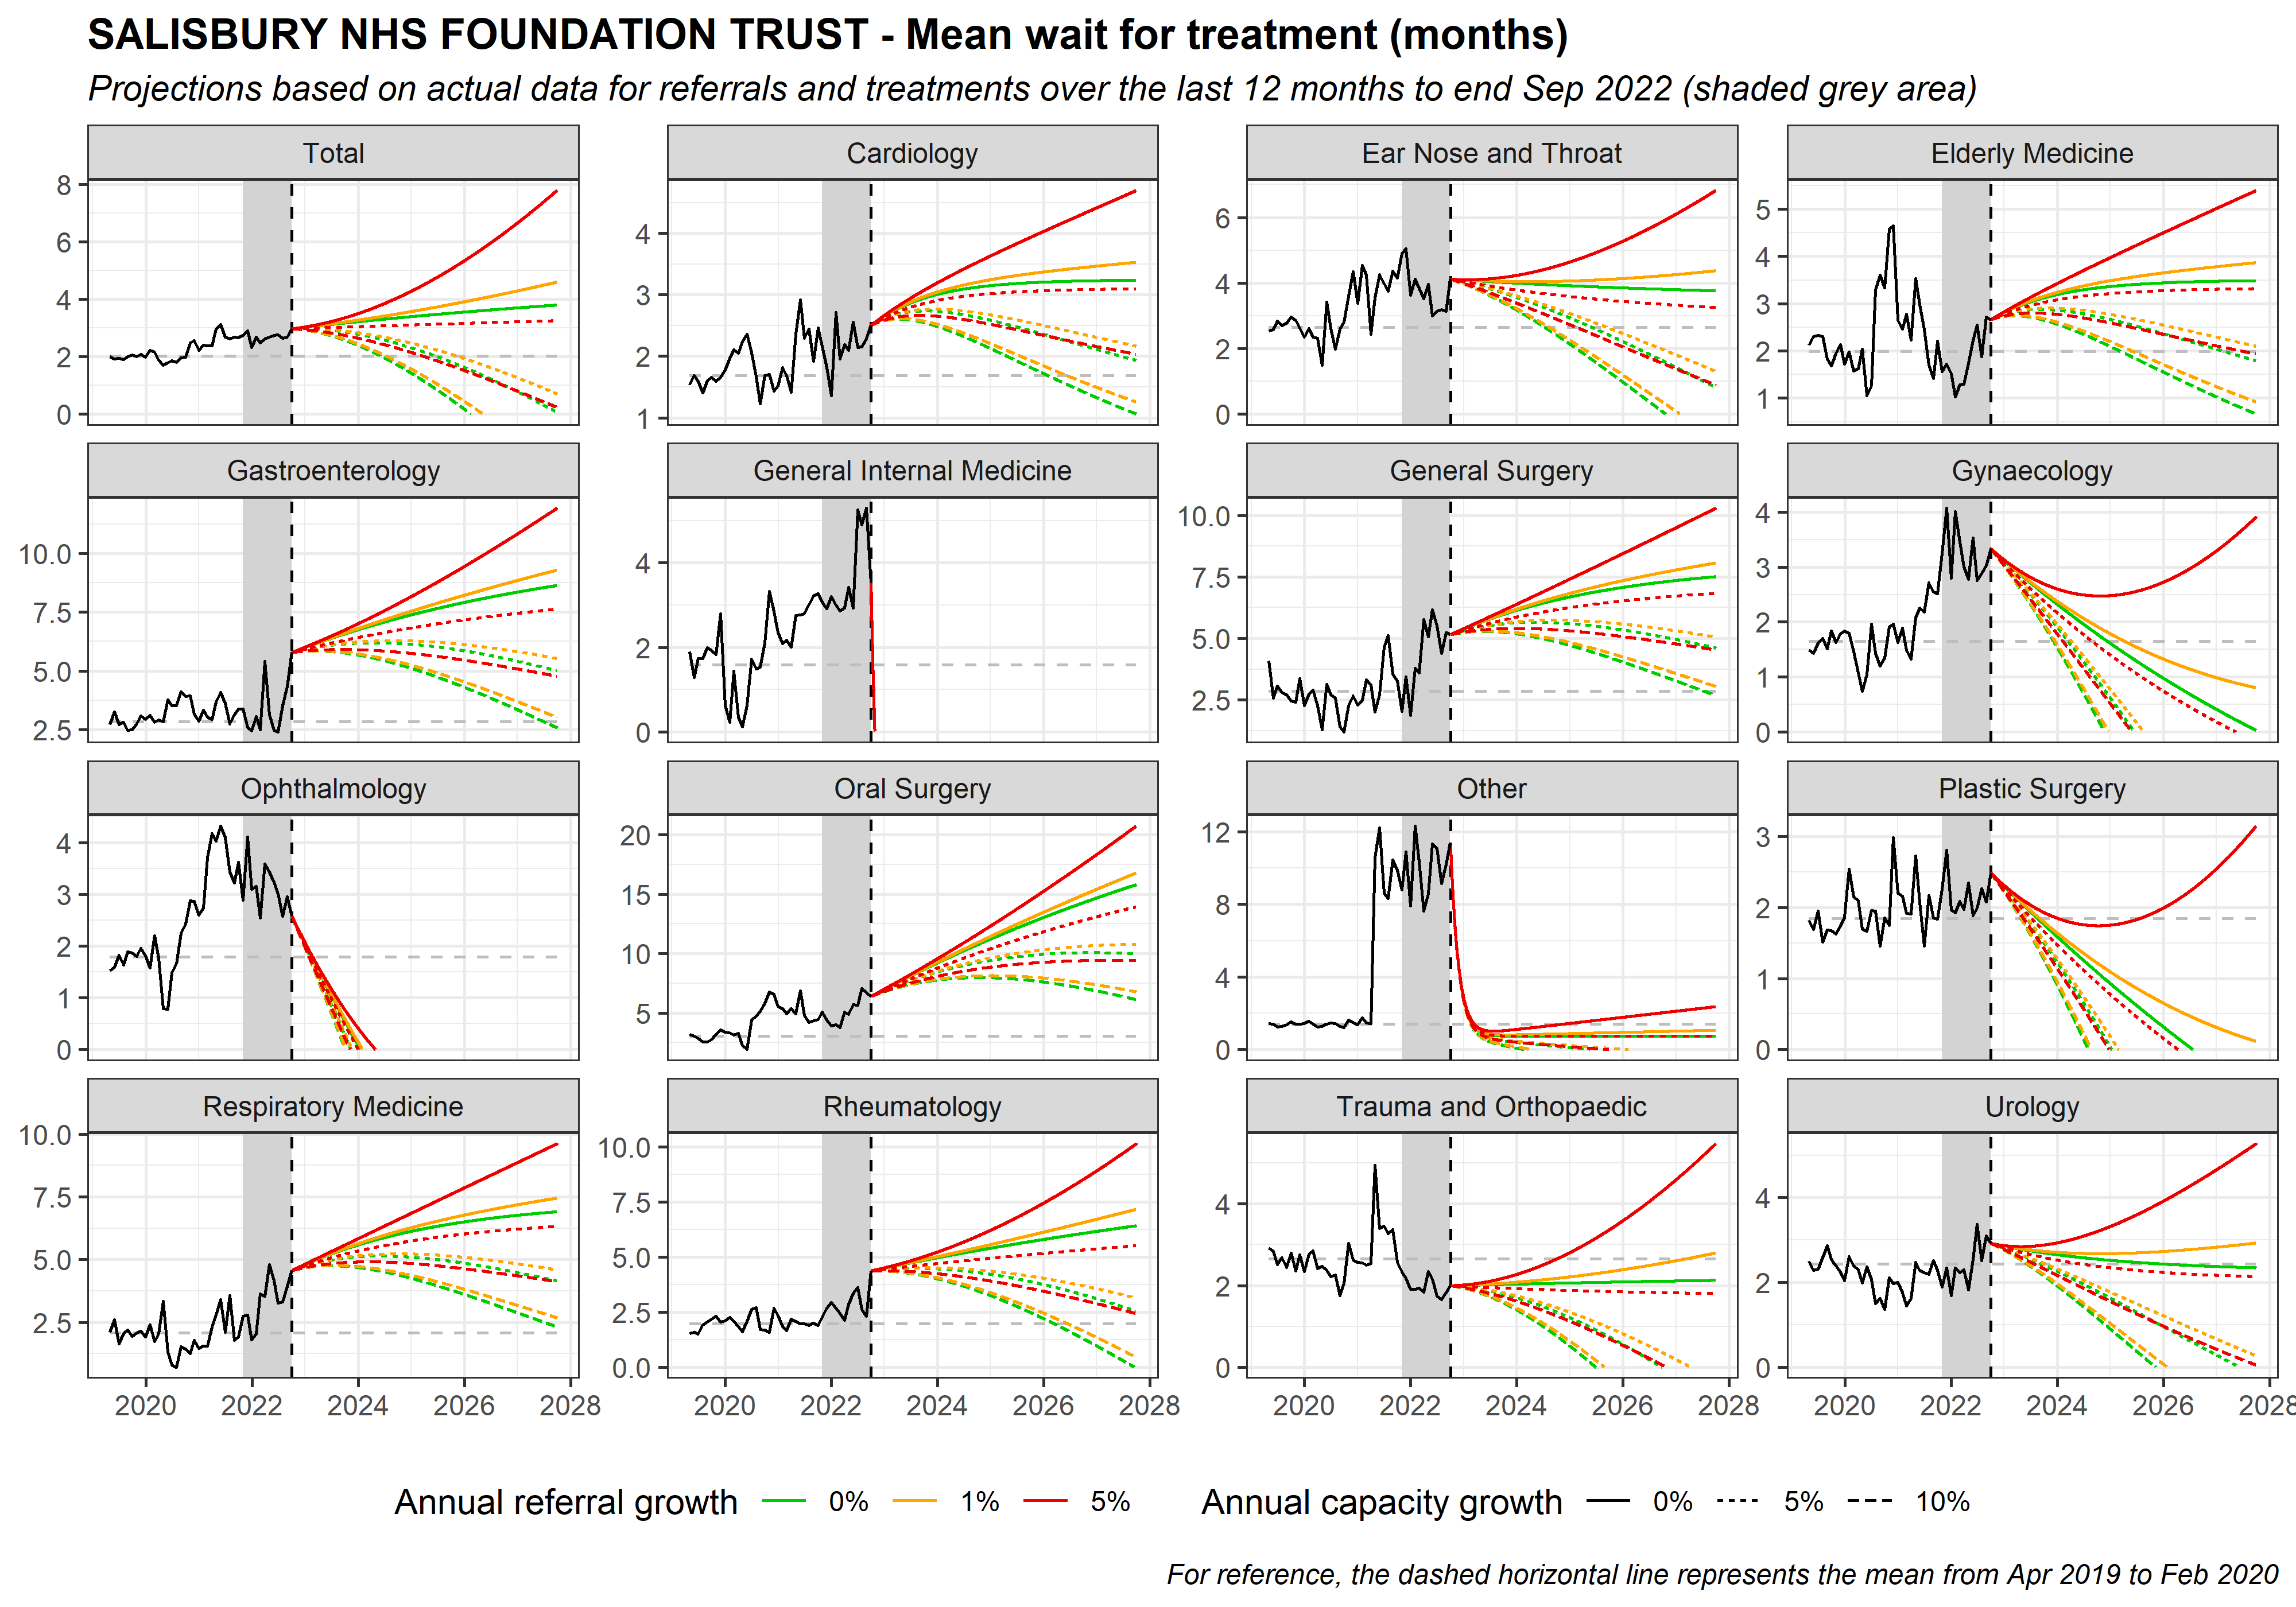 SALISBURY NHS FOUNDATION TRUST - Mean wait for treatment (months)
Projections based on actual data for referrals and treatments over the last 12 months to end Sep 2022 (shaded grey area)
Total
8
6
4
2
0
Cardiology
4
3
2
1
Ear Nose and Throat
6
4
2
0
Elderly Medicine
5
4
3
2
1
Gastroenterology
10.0
7.5
5.0
2.5
General Internal Medicine
4
2
0
General Surgery
10.0
7.5
5.0
2.5
Gynaecology
4
3
2
1
0
Ophthalmology
4
3
2
1
0
Oral Surgery
20
15
10
5
Other
12
8
4
0
Plastic Surgery
3
2
1
0
Respiratory Medicine
10.0
7.5
5.0
2.5
2020 2022 2024 2026 2028
Rheumatology
10.0
7.5
5.0
2.5
0.0
2020 2022 2024 2026 2028
Trauma and Orthopaedic
4
2
0
2020 2022 2024 2026 2028
Urology
4
2
0
2020 2022 2024 2026 2028
Annual referral growth 0% 1% 5% Annual capacity growth 0% 5% 10%
For reference, the dashed horizontal line represents the mean from Apr 2019 to Feb 2020